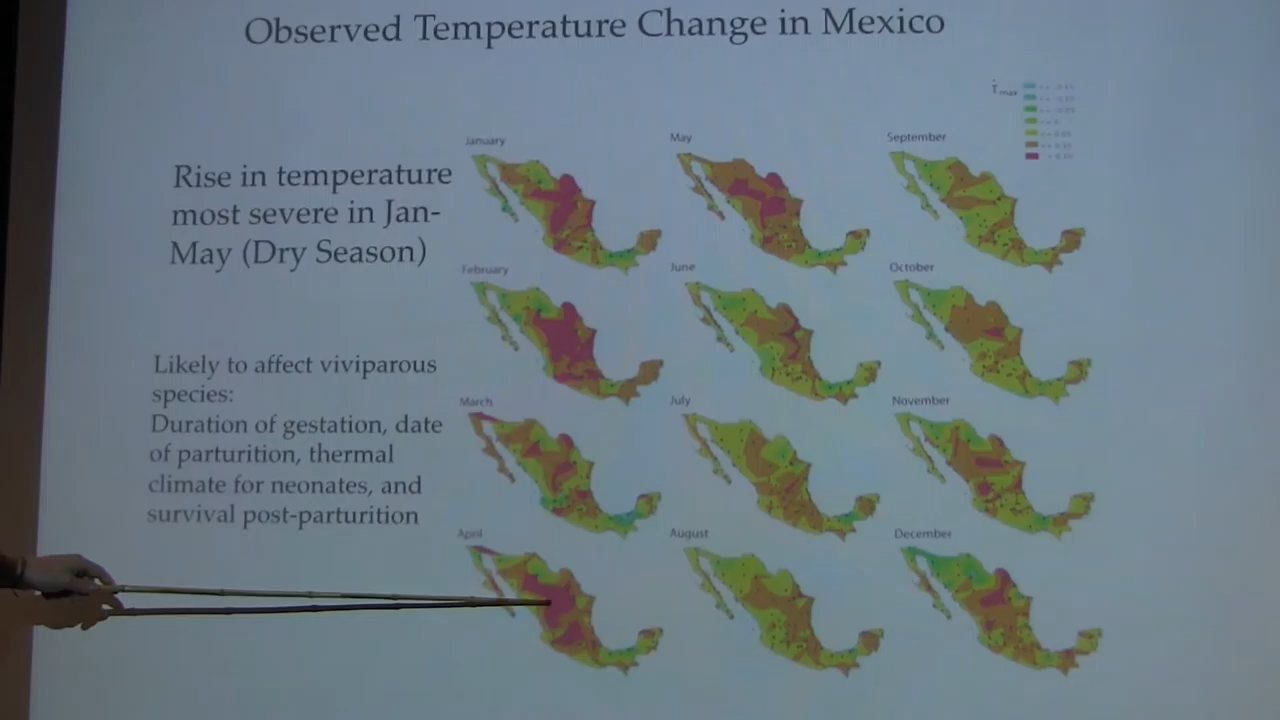 Observed Temperature Change in Mexico
Rise in temperature
most severe in Jan-
May (Dry Season)
Likely to affect viviparous
species:
Duration of gestation, date
of parturition, thermal
climate for neonates, and
survival post-parturition
Ṫmax
January
May
September
February
June
October
March
July
November
April
August
December